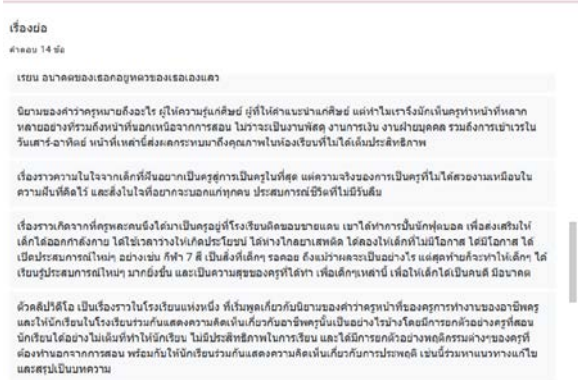 เรื่องย่อ
คำตอบ 14 ข้อ
เรียน อนาคตของเธอก็อยู่ที่ตัวของเธอเองแล้ว
นิยามของคำว่าครูหมายถึงอะไร ผู้ให้ความรู้แก่ศิษย์ ผู้ที่ให้คำแนะนำแก่ศิษย์ แต่ทำไมเราจึงมักเห็นครูทำหน้าที่หลาก
หลายอย่างที่รวมถึงหน้าที่นอกเหนือจากการสอน ไม่ว่าจะเป็นงานพัสดุ งานการเงิน งานฝ่ายบุคคล รวมถึงการเข้าเวรใน
วันเสาร์-อาทิตย์ หน้าที่เหล่านี้ส่งผลกระทบมาถึงคุณภาพในห้องเรียนที่ไม่ได้เต็มประสิทธิภาพ
เรื่องราวความในใจจากเด็กที่ฝันอยากเป็นครูสู่การเป็นครูในที่สุด แต่ความจริงของการเป็นครูที่ไม่ได้สวยงามเหมือนใน
ความฝันที่คิดไว้ และสิ่งในใจที่อยากจะบอกแก่ทุกคน ประสบการณ์ชีวิตที่ไม่มีวันลืม
เรื่องราวเกิดจากที่ครูพละคนนึงได้มาเป็นครูอยู่ที่โรงเรียนติดขอบชายแดน เขาได้ทำการปั้นนักฟุตบอล เพื่อส่งเสริมให้
เด็กได้ออกกำลังกาย ได้ใช้เวลาว่างให้เกิดประโยชน์ ได้ห่างไกลยาเสพติด ได้ลองให้เด็กที่ไม่มีโอกาส ได้มีโอกาส ได้
เปิดประสบการณ์ใหม่ๆ อย่างเช่น กีฬา 7 สี เป็นสิ่งที่เด็กๆ รอคอย ถึงแม้ว่าผลจะเป็นอย่างไร แต่สุดท้ายก็จะทำให้เด็กๆ ได้
เรียนรู้ประสบการณ์ใหม่ๆ มากยิ่งขึ้น และเป็นความสุขของครูที่ได้ทำ เพื่อเด็กๆเหล่านี้ เพื่อให้เด็กได้เป็นคนดี มีอนาคต
ตัวคลิปวิดีโอ เป็นเรื่องราวในโรงเรียนแห่งหนึ่ง ที่เริ่มพูดเกี่ยวกับนิยามของคำว่าครูหน้าที่ของครูการทำงานของอาชีพครู
และให้นักเรียนในโรงเรียนร่วมกันแสดงความคิดเห็นเกี่ยวกับอาชีพครูนั้นเป็นอย่างไรบ้างโดยมีการยกตัวอย่างครูที่สอน
นักเรียนได้อย่างไม่เต็มที่ทำให้นักเรียน ไม่มีประสิทธิภาพในการเรียน และได้มีการยกตัวอย่างพฤติกรรมต่างๆของครูที่
ต้องทำนอกจากการสอน พร้อมกับให้นักเรียนร่วมกันแสดงความคิดเห็นเกี่ยวกับการประพฤติ เช่นนี้ร่วมหาแนวทางแก้ไข
และสรุปเป็นบทความ